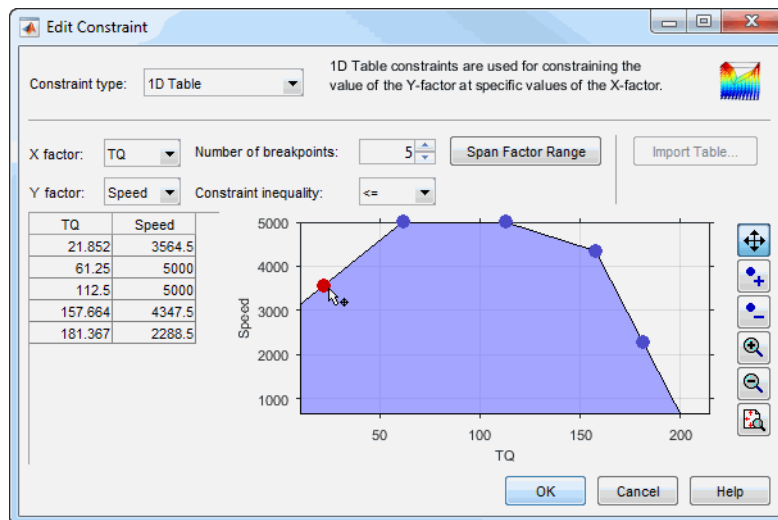 Edit Constraint
Constraint type: 1D Table
1D Table constraints are used for constraining the
value of the Y-factor at specific values of the X-factor.
X factor: TQ Number of breakpoints: 5 Span Factor Range Import Table...
Y factor: Speed Constraint inequality: <=
TQ Speed
21.852 3564.5
61.25 5000
112.5 5000
157.664 4347.5
181.367 2288.5
5000
4000
3000
2000
1000
Speed
50 100 150 200
TQ
OK Cancel Help